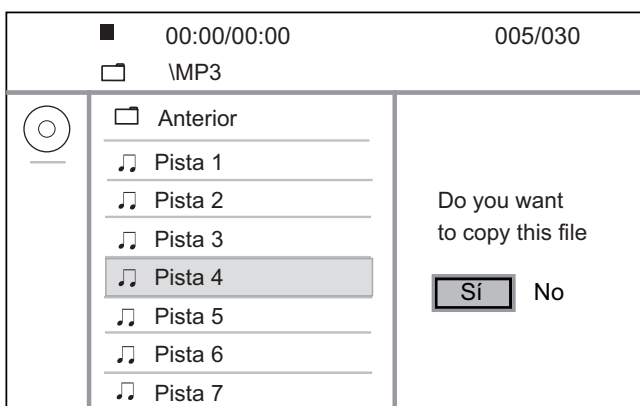 00:00/00:00 005/030
\MP3
Anterior
Pista 1
Pista 2
Pista 3
Pista 4
Pista 5
Pista 6
Pista 7
Do you want
to copy this file
Sí No